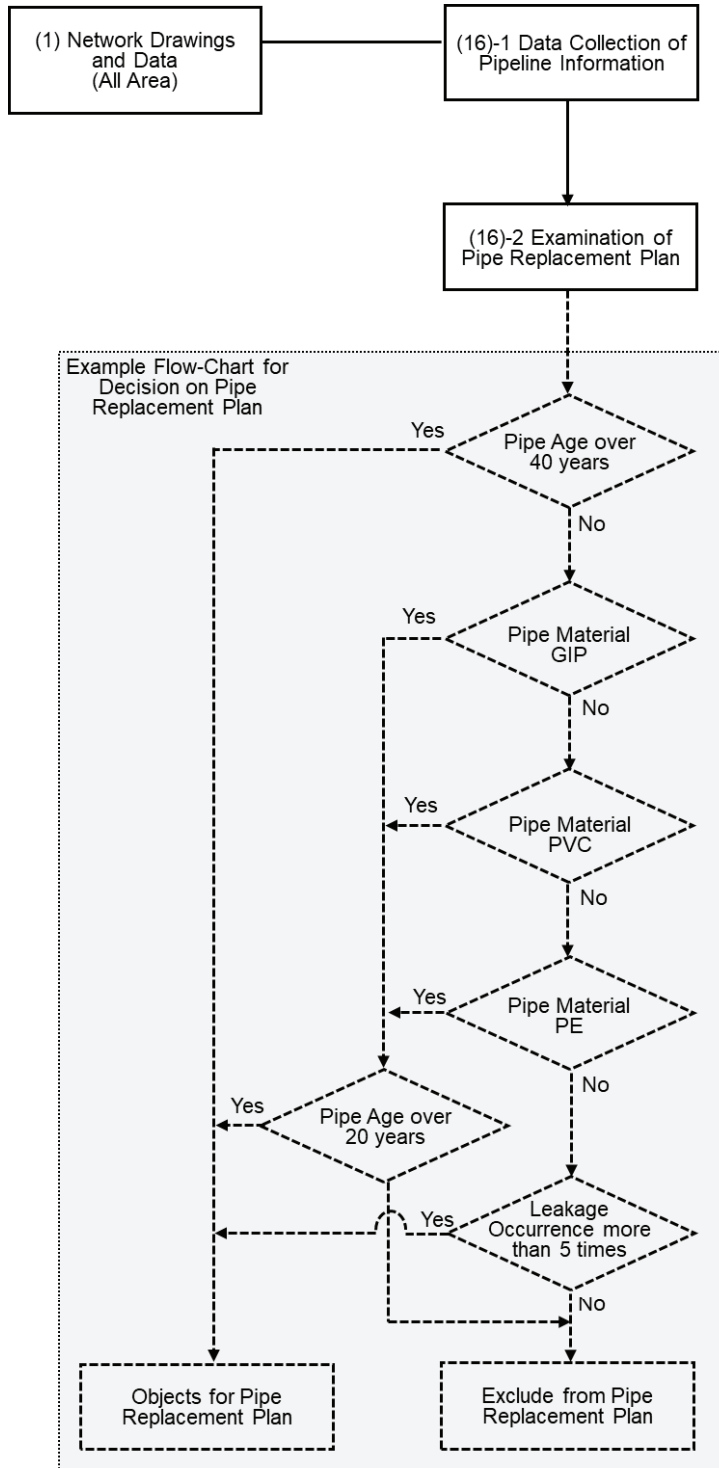 (1) Network Drawings
and Data
(All Area)
(16)-1 Data Collection of
Pipeline Information
(16)-2 Examination of
Pipe Replacement Plan
Example Flow-Chart for
Decision on Pipe
Replacement Plan
Yes
Pipe Age over
40 years
No
Yes
Pipe Material
GIP
No
Yes
Pipe Material
PVC
No
Yes
Pipe Material
PE
No
Yes
Pipe Age over
20 years
Yes
Leakage
Occurrence more
than 5 times
No
Objects for Pipe
Replacement Plan
Exclude from Pipe
Replacement Plan